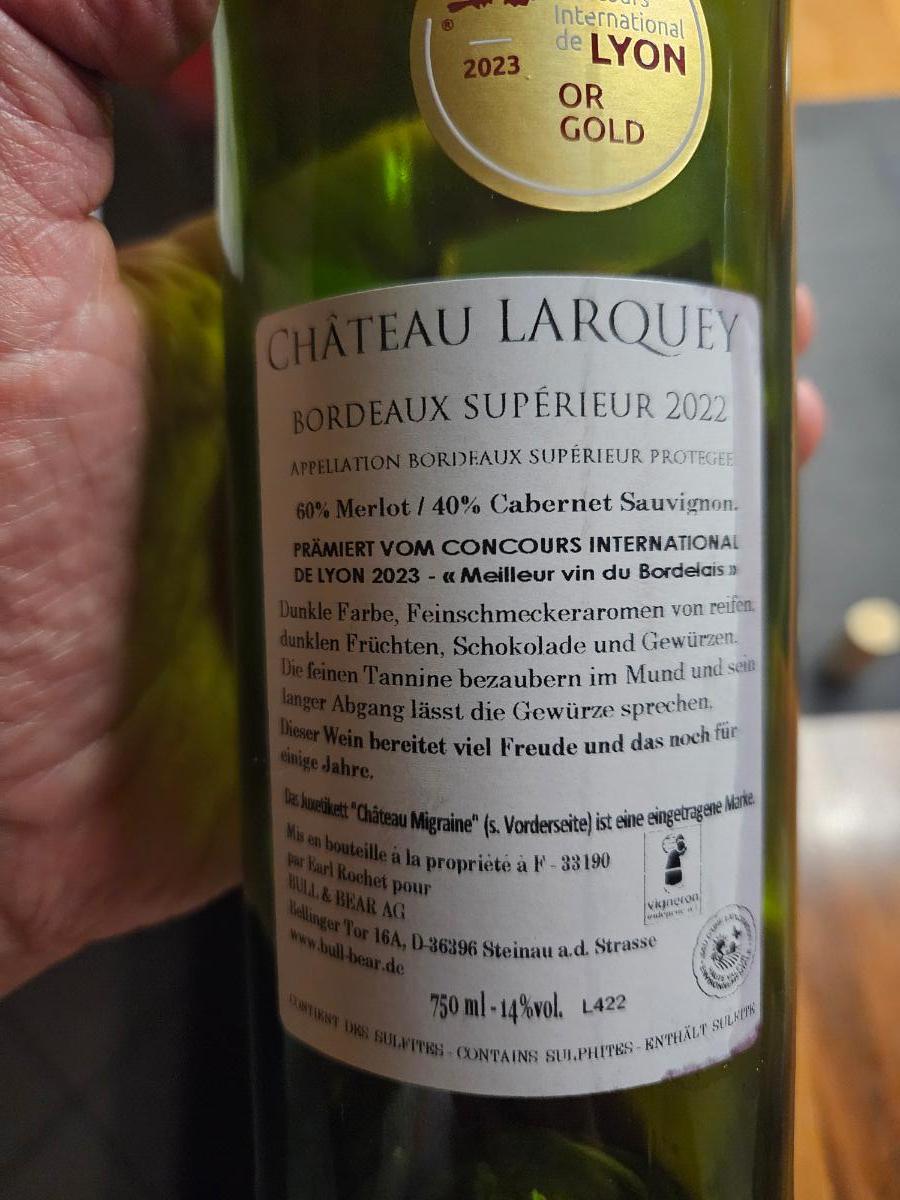 International
de LYON
2023
OR
GOLD
®
CHÂTEAU LARQUEY
BORDEAUX SUPÉRIEUR 2022
APPELLATION BORDEAUX SUPÉRIEUR PROTEGÉE
60% Merlot / 40% Cabernet Sauvignon.
PRÄMIERT VOM CONCOURS INTERNATIONAL
DE LYON 2023 - « Meilleur vin du Bordelais »
Dunkle Farbe, Feinschmeckeraromen von reifen,
dunklen Früchten, Schokolade und Gewürzen.
Die feinen Tannine bezaubern im Mund und sein
langer Abgang lässt die Gewürze sprechen.
Dieser Wein bereitet viel Freude und das noch für
einige Jahre.
Das Juxetikett "Château Migraine" (s. Vorderseite) ist eine eingetragene Marke.
Mis en bouteille à la propriété à F - 33190
par Earl Rochet pour
BULL & BEAR AG
Bellinger Tor 16A, D-36396 Steinau a.d. Strasse
www.bull-bear.de
vigneron
750 ml - 14%vol. L422
CONTIENT DES SULFITES - CONTAINS SULPHITES - ENTHÄLT SULFITE